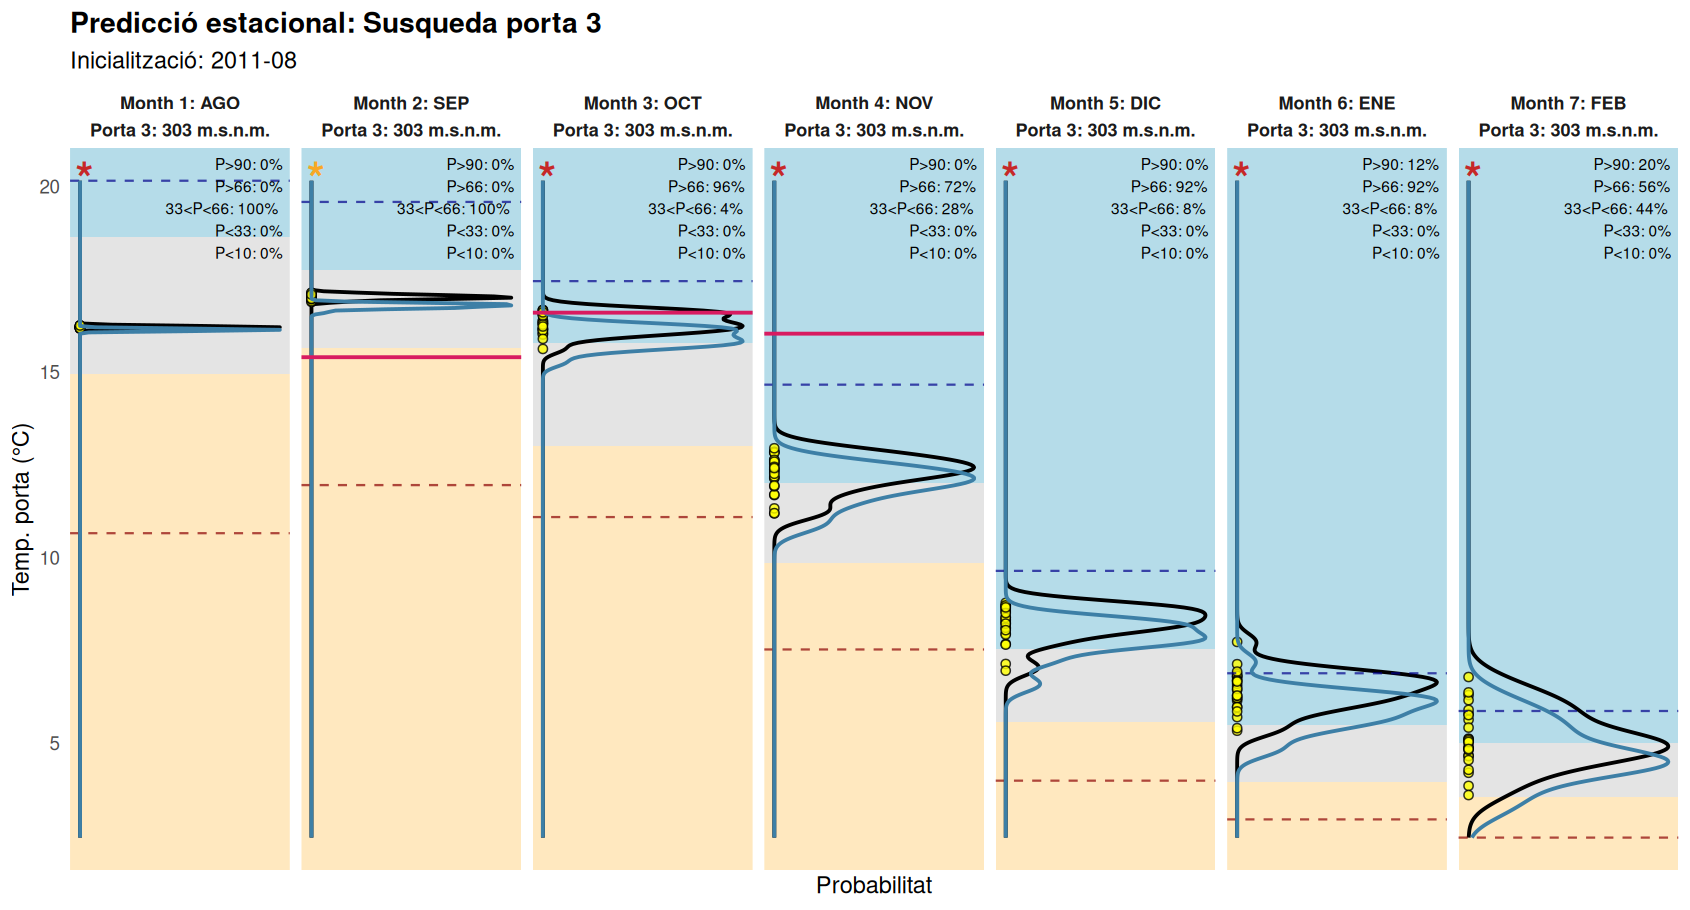 Predicció estacional: Susqueda porta 3
Inicialització: 2011-08
Month 1: AGO
Porta 3: 303 m.s.n.m.
Month 2: SEP
Porta 3: 303 m.s.n.m.
Month 3: OCT
Porta 3: 303 m.s.n.m.
Month 4: NOV
Porta 3: 303 m.s.n.m.
Month 5: DIC
Porta 3: 303 m.s.n.m.
Month 6: ENE
Porta 3: 303 m.s.n.m.
Month 7: FEB
Porta 3: 303 m.s.n.m.
*
P>90: 0%
P>66: 0%
33<P<66: 100%
P<33: 0%
P<10: 0%
*
P>90: 0%
P>66: 0%
33<P<66: 100%
P<33: 0%
P<10: 0%
*
P>90: 0%
P>66: 96%
33<P<66: 4%
P<33: 0%
P<10: 0%
*
P>90: 0%
P>66: 72%
33<P<66: 28%
P<33: 0%
P<10: 0%
*
P>90: 0%
P>66: 92%
33<P<66: 8%
P<33: 0%
P<10: 0%
*
P>90: 12%
P>66: 92%
33<P<66: 8%
P<33: 0%
P<10: 0%
*
P>90: 20%
P>66: 56%
33<P<66: 44%
P<33: 0%
P<10: 0%
20
15
10
5
Temp. porta (°C)
Probabilitat